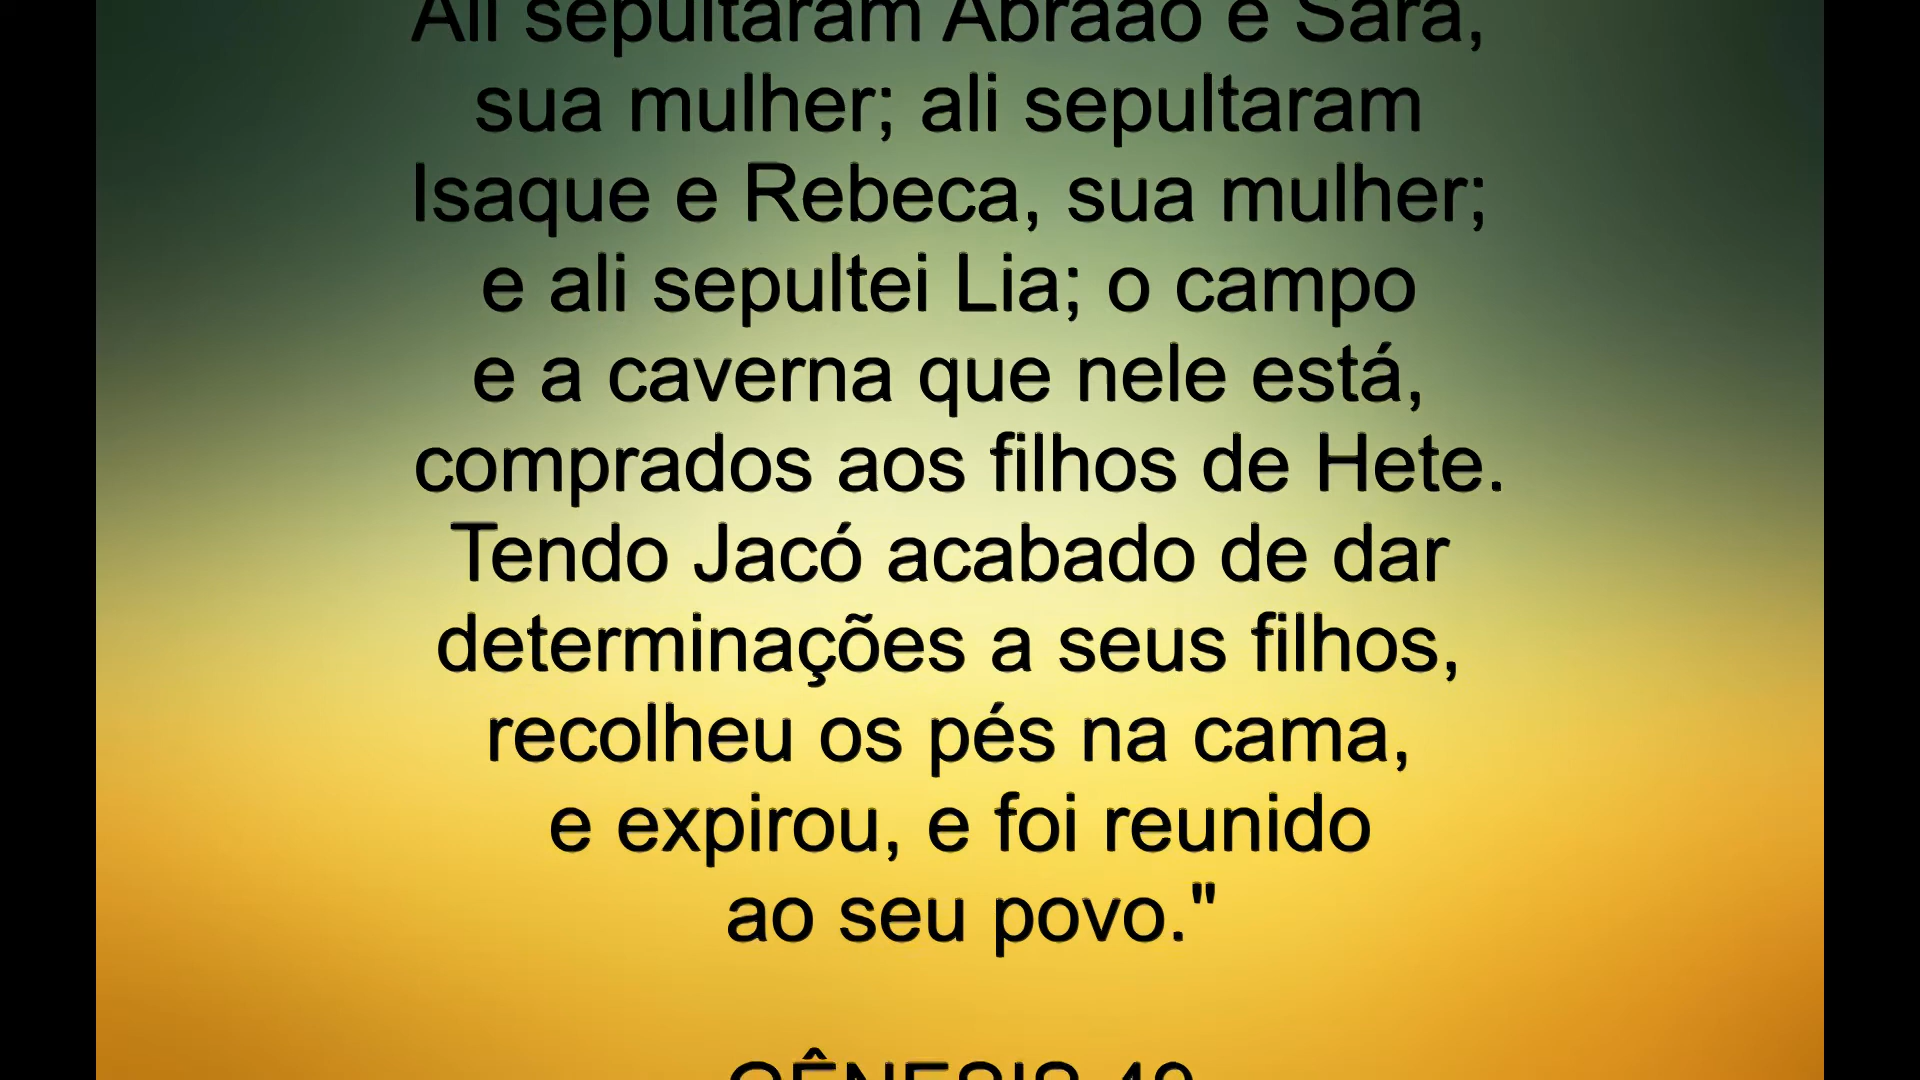 Ali sepultaram Abraão e Sara,
sua mulher; ali sepultaram
Isaque e Rebeca, sua mulher;
e ali sepultei Lia; o campo
e a caverna que nele está,
comprados aos filhos de Hete.
Tendo Jacó acabado de dar
determinações a seus filhos,
recolheu os pés na cama,
e expirou, e foi reunido
ao seu povo."
GÊNESIS 49